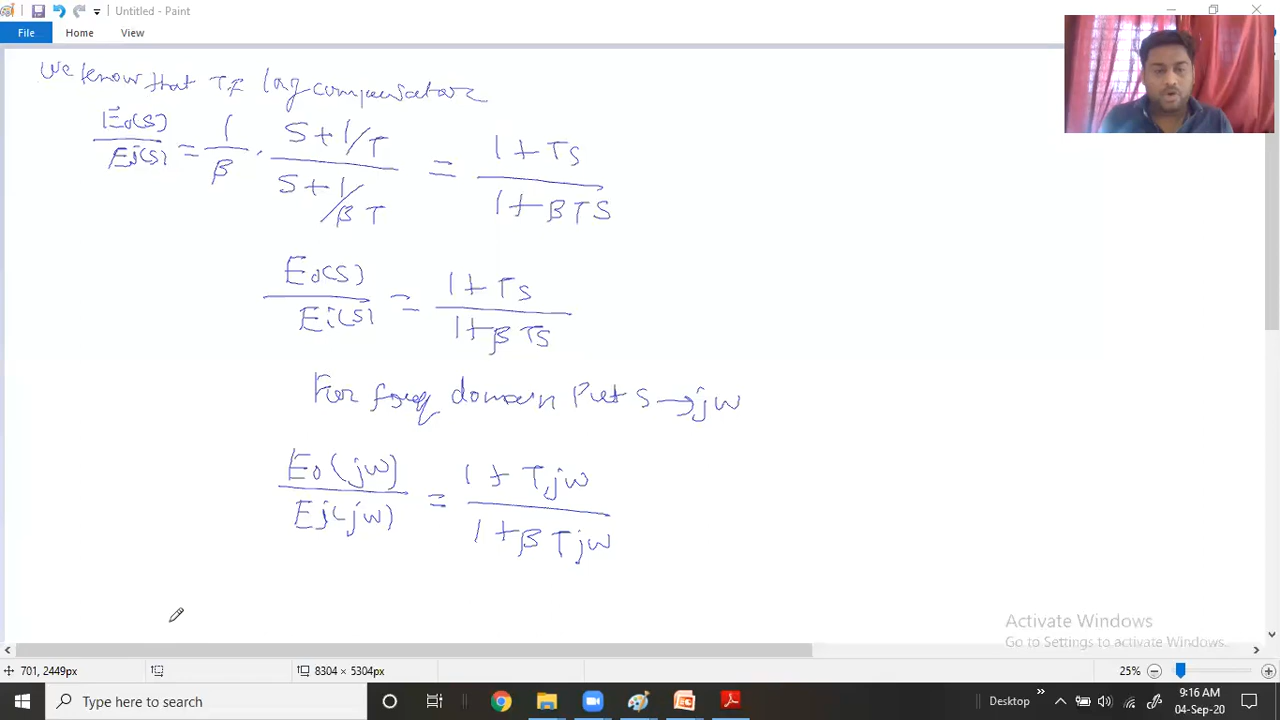 Untitled - Paint
File Home View
We know that T.F lag compensator
Eo(s)/Ei(s) = 1/β . (S+1/T)/(S+1/βT) = (1+TS)/(1+βTS)
Eo(s)/Ei(s) = (1+TS)/(1+βTS)
For freq domain Put S→jw
Eo(jw)/Ei(jw) = (1+Tjw)/(1+βTjw)
Activate Windows
Go to Settings to activate Windows.
701, 2449px 8304 × 5304px 25%
Type here to search
Desktop
9:16 AM
04-Sep-20